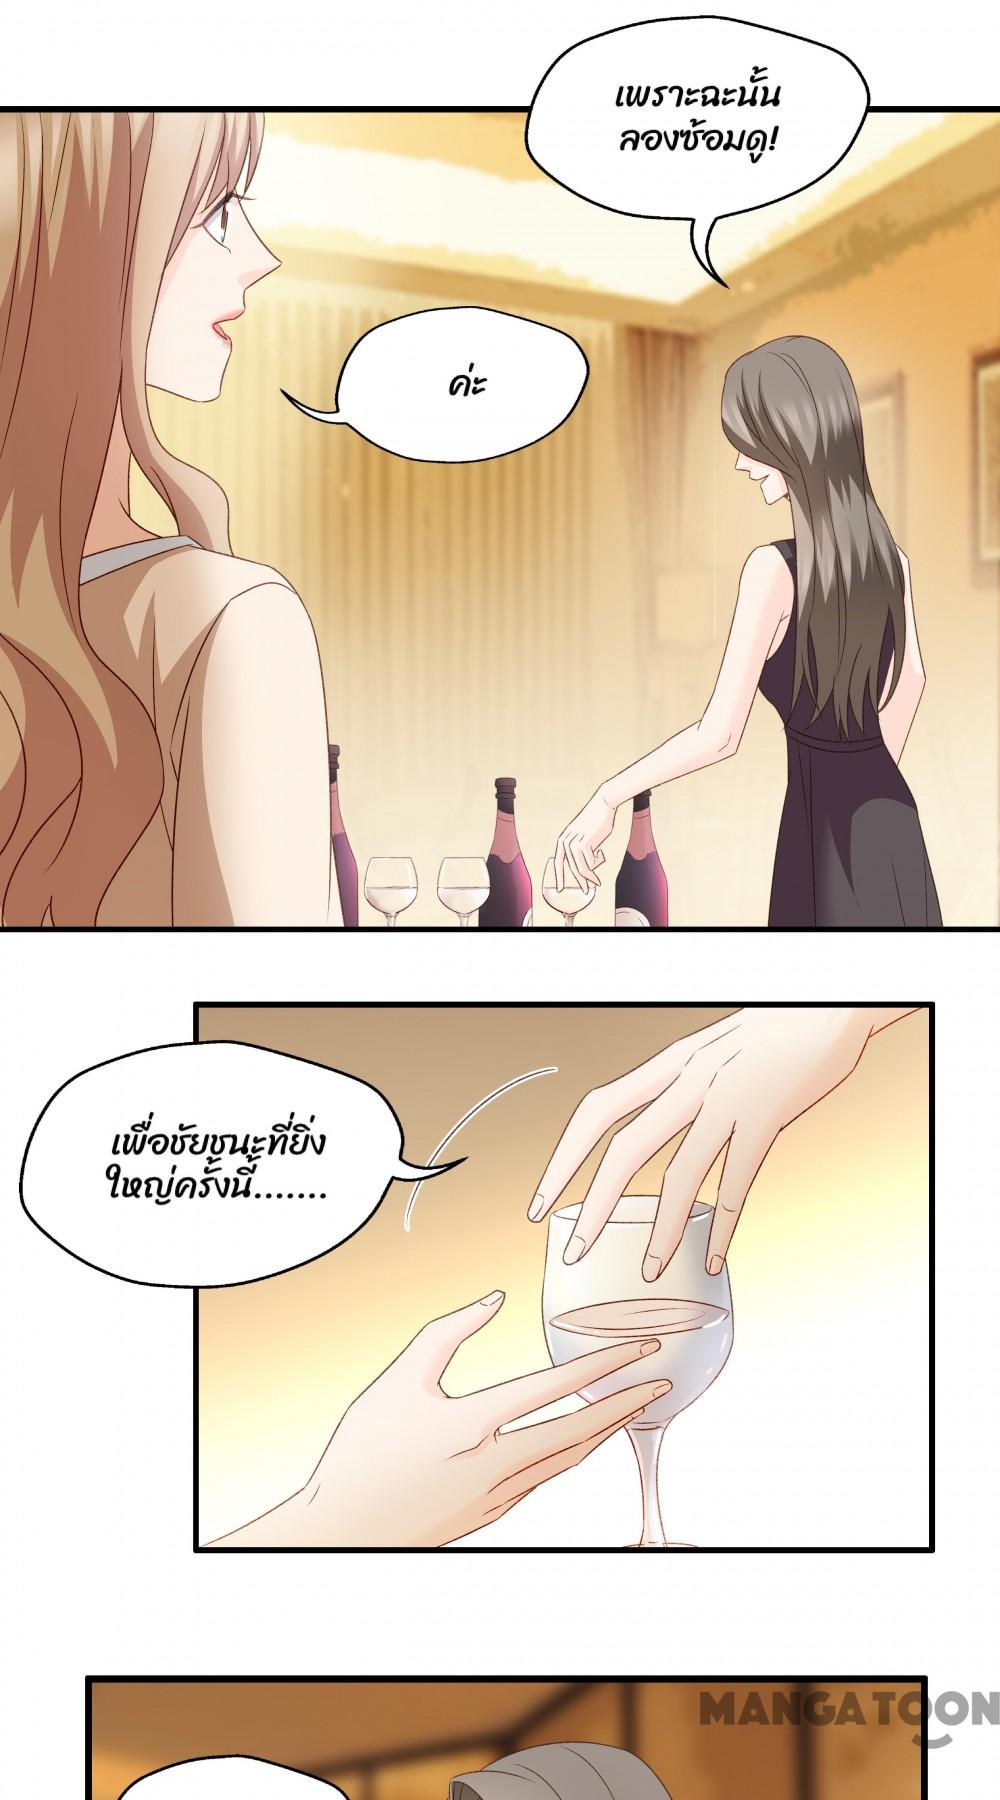 เพราะฉะนั้น
ลองซ้อมดู!
ค่ะ
เพื่อชัยชนะที่ยิ่ง
ใหญ่ครั้งนี้.......
MANGATOON